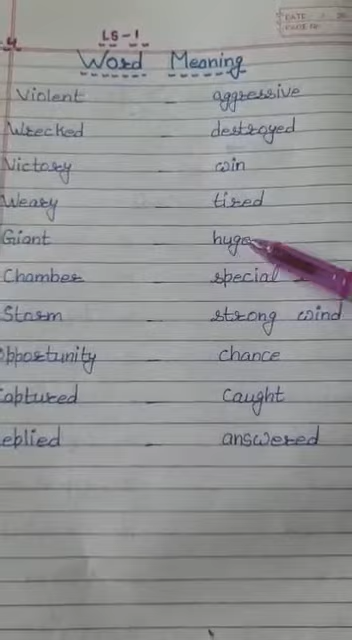 LS-1
Word Meaning
Violent - aggressive
Wrecked - destroyed
Victory - win
Weary - tired
Giant - huge
Chamber - special
Storm - strong wind
Opportunity - chance
Captured - caught
eplied - answered